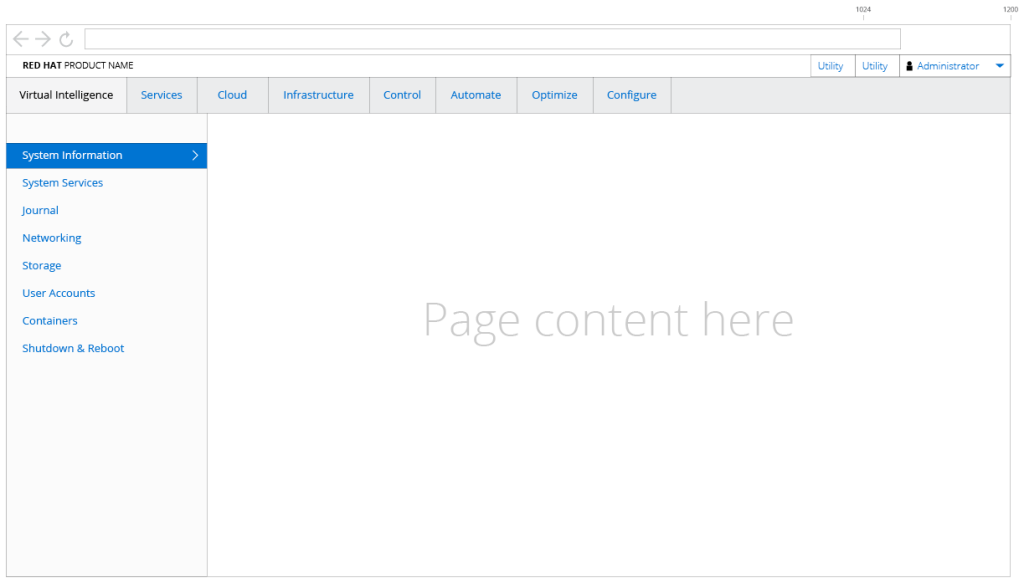 1024 1200
RED HAT PRODUCT NAME Utility Utility Administrator
Virtual Intelligence Services Cloud Infrastructure Control Automate Optimize Configure
System Information
System Services
Journal
Networking
Storage
User Accounts
Containers
Shutdown & Reboot
Page content here